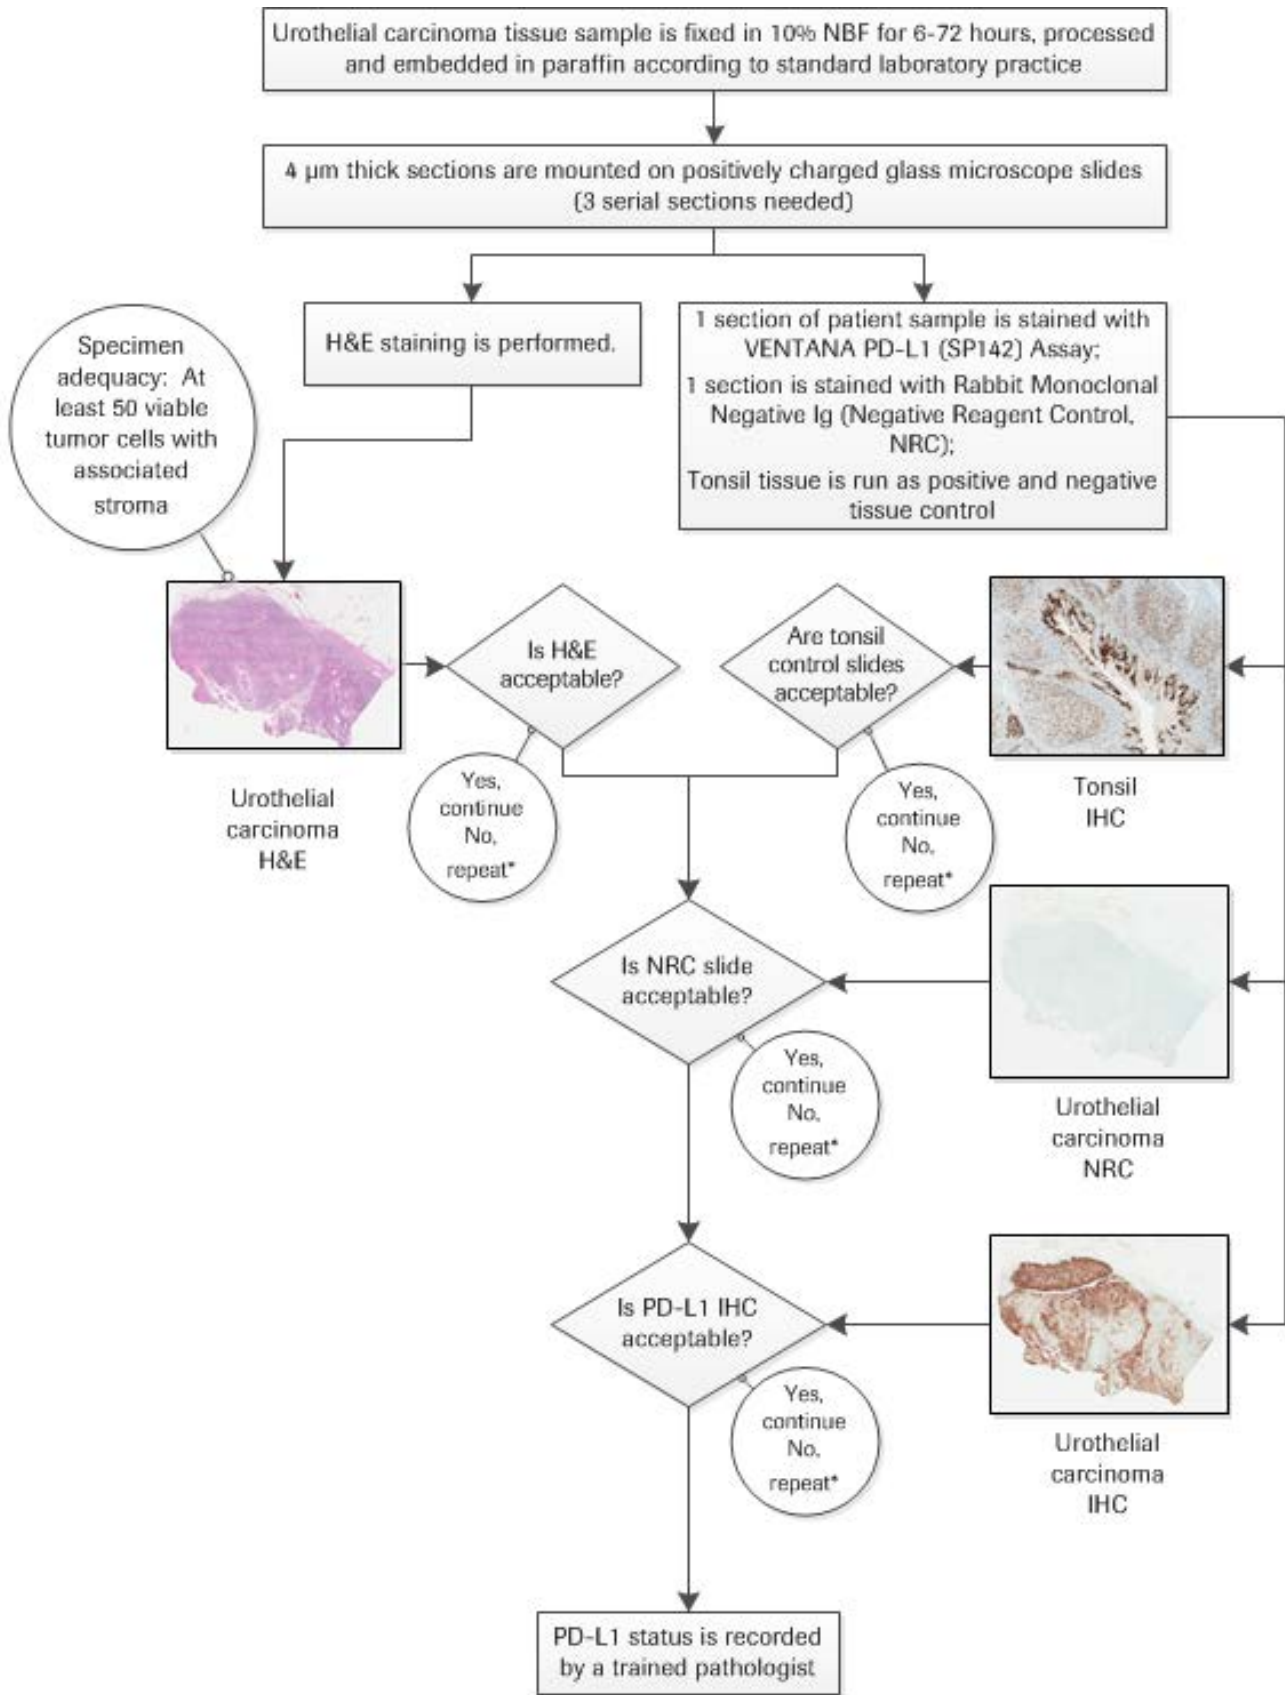 Urothelial carcinoma tissue sample is fixed in 10% NBF for 6-72 hours, processed
and embedded in paraffin according to standard laboratory practice
4 µm thick sections are mounted on positively charged glass microscope slides
(3 serial sections needed)
H&E staining is performed.
1 section of patient sample is stained with
VENTANA PD-L1 (SP142) Assay;
1 section is stained with Rabbit Monoclonal
Negative Ig (Negative Reagent Control,
NRC);
Tonsil tissue is run as positive and negative
tissue control
Specimen
adequacy: At
least 50 viable
tumor cells with
associated
stroma
Urothelial
carcinoma
H&E
Is H&E
acceptable?
Yes,
continue
No,
repeat*
Are tonsil
control slides
acceptable?
Yes,
continue
No,
repeat*
Tonsil
IHC
Is NRC slide
acceptable?
Yes,
continue
No,
repeat*
Urothelial
carcinoma
NRC
Is PD-L1 IHC
acceptable?
Yes,
continue
No,
repeat*
Urothelial
carcinoma
IHC
PD-L1 status is recorded
by a trained pathologist